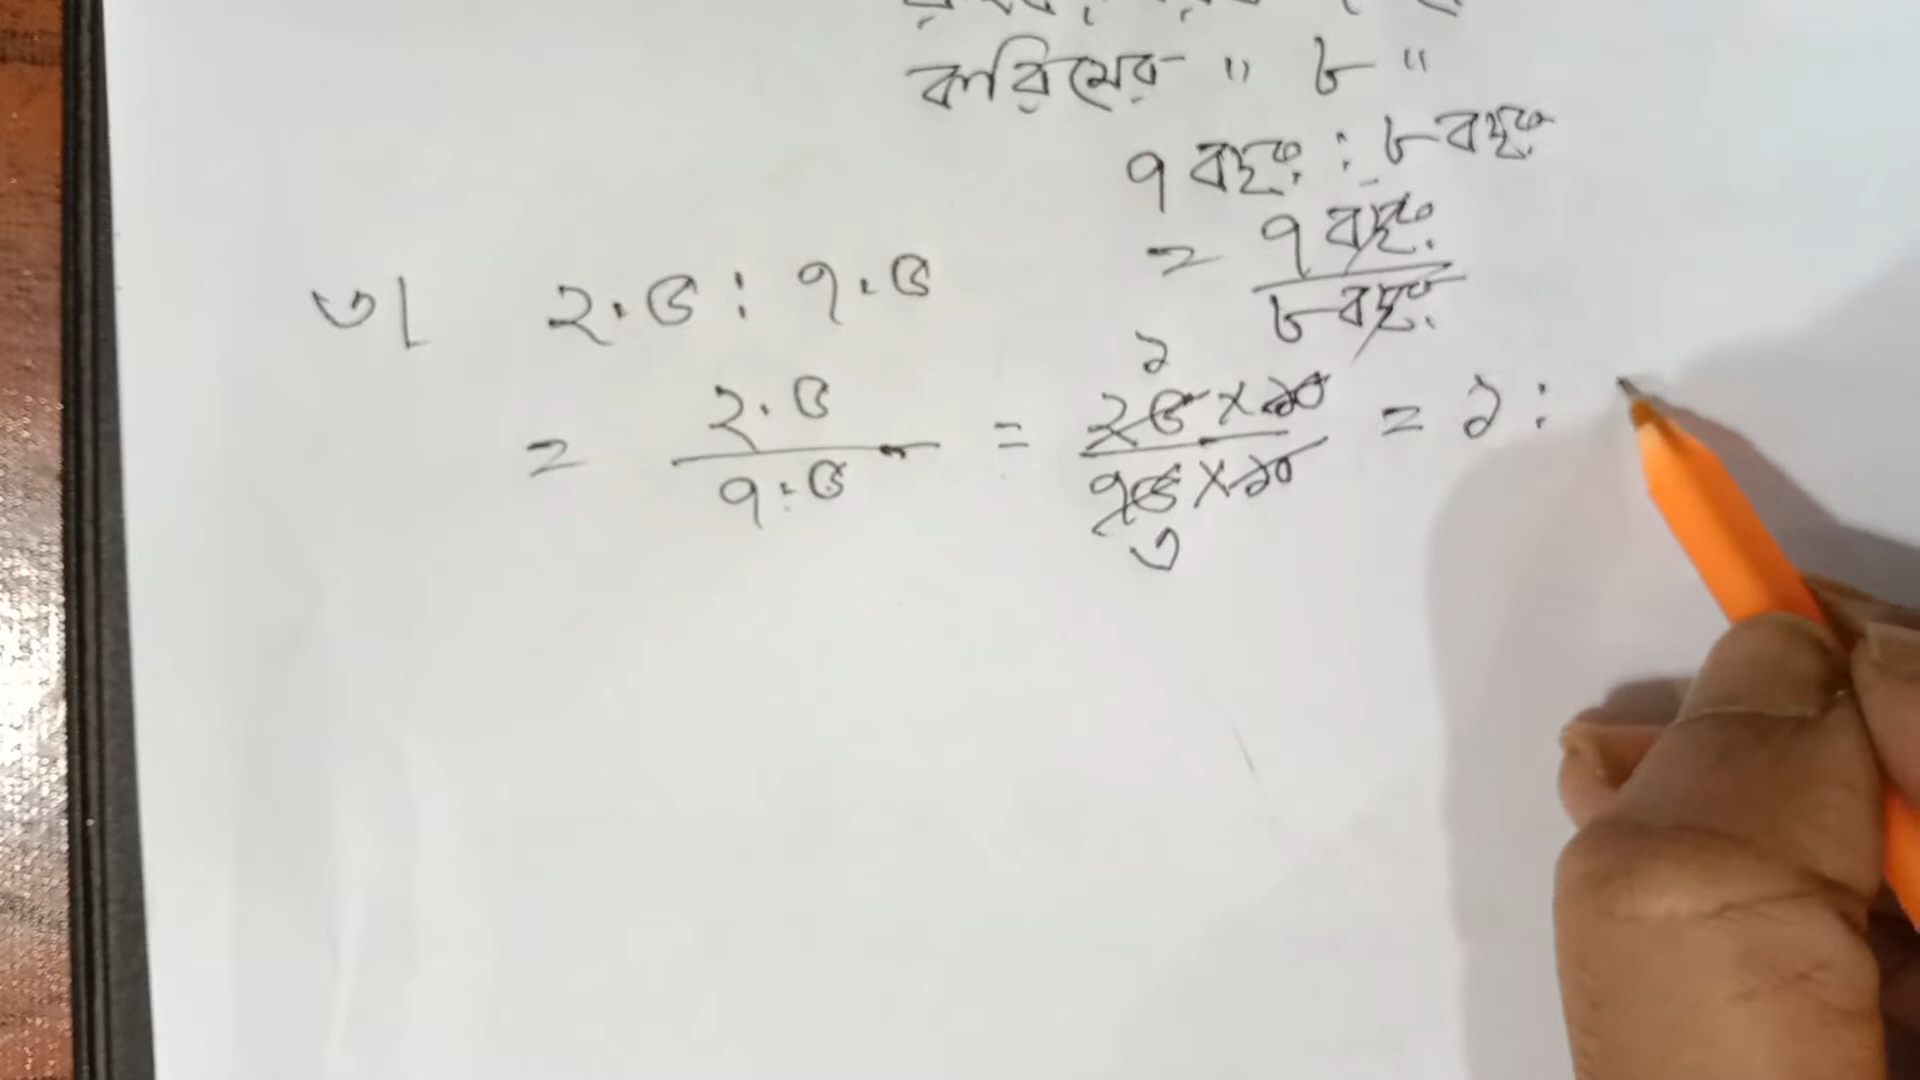 করিমের " ৮ "
৭ বছর : ৮ বছর
= ৭ বছর / ৮ বছর
৩। ২.৫ : ৭.৫
= ২.৫ / ৭.৫ = ২৫ × ১০ / ৭৫ × ১০ = ১ :
১
৩